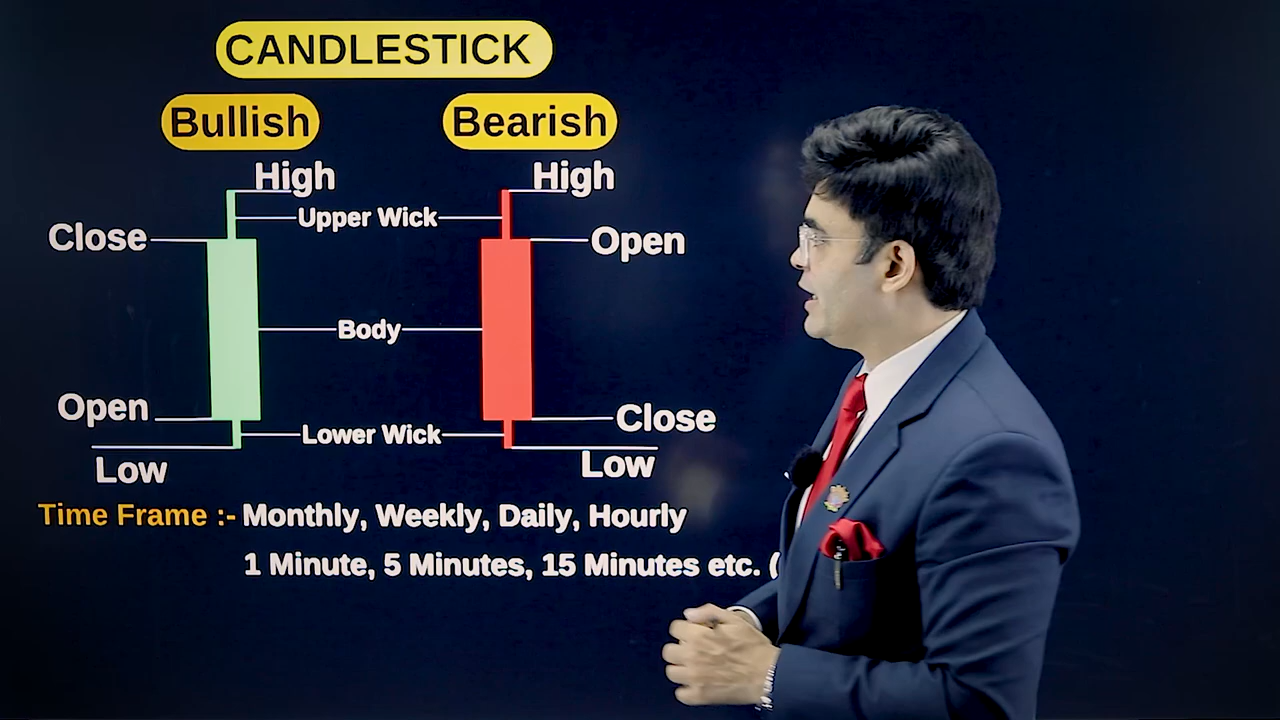 CANDLESTICK
Bullish
Bearish
High
High
Upper Wick
Close
Open
Body
Open
Close
Lower Wick
Low
Low
Time Frame :- Monthly, Weekly, Daily, Hourly
1 Minute, 5 Minutes, 15 Minutes etc. (